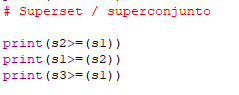 # Superset / superconjunto
print(s2>=(s1))
print(s1>=(s2))
print(s3>=(s1))